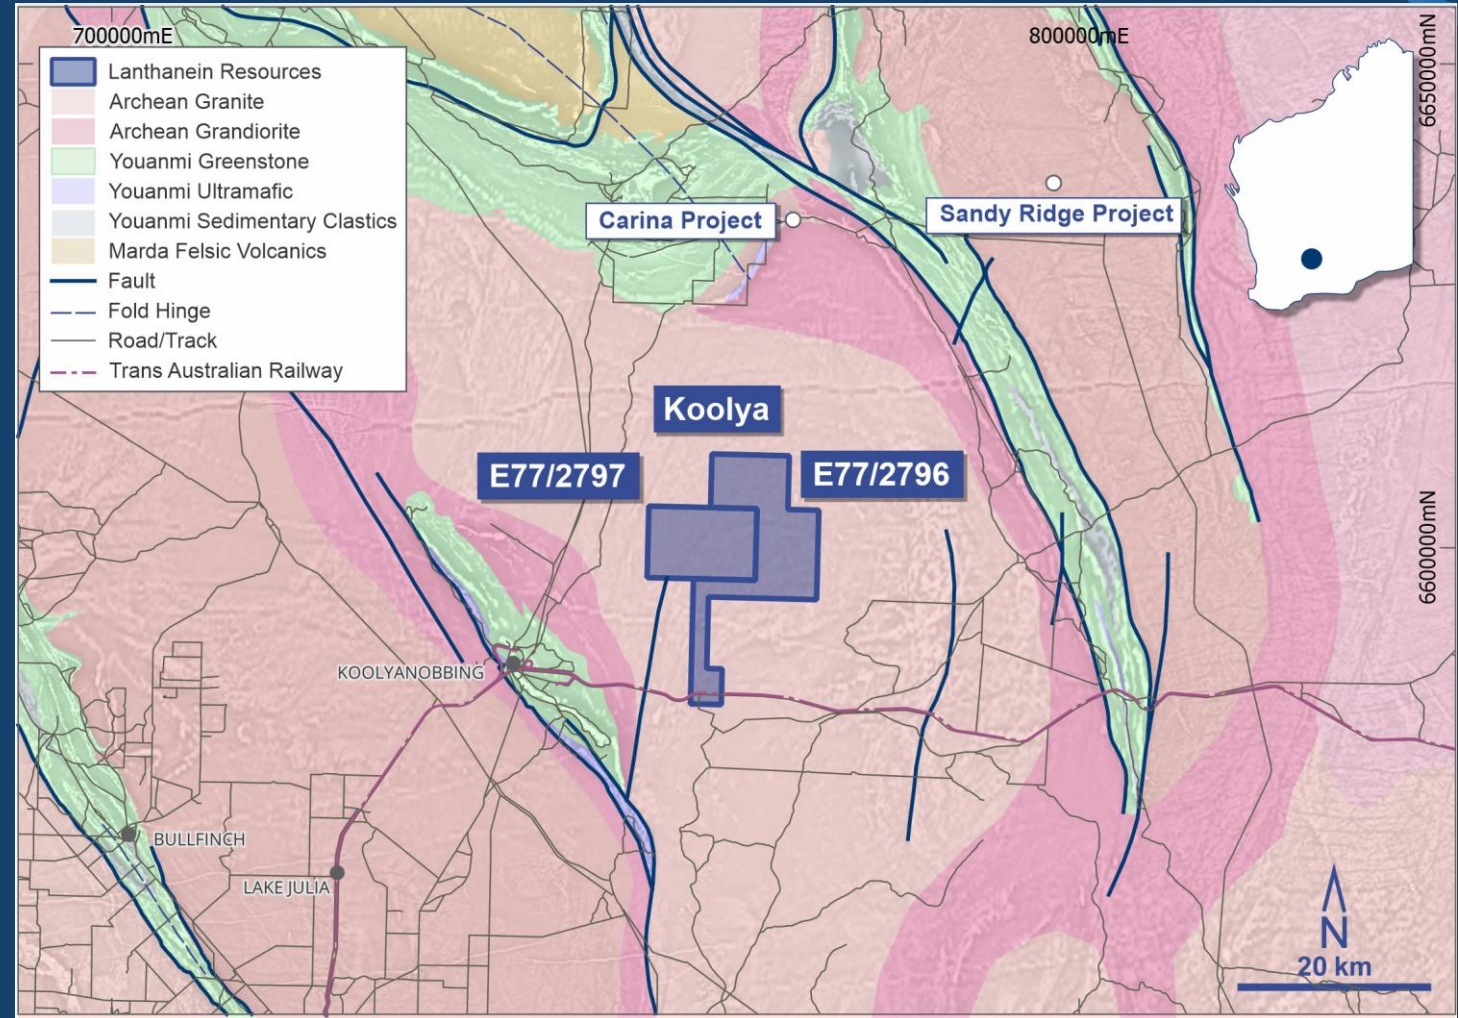 700000mE
800000mE
6650000mN
Lanthanein Resources
Archean Granite
Archean Grandiorite
Youanmi Greenstone
Youanmi Ultramafic
Youanmi Sedimentary Clastics
Marda Felsic Volcanics
Fault
Fold Hinge
Road/Track
Trans Australian Railway
Carina Project
Sandy Ridge Project
Koolya
E77/2797
E77/2796
6600000mN
KOOLYANOBBING
BULLFINCH
LAKE JULIA
N
20 km